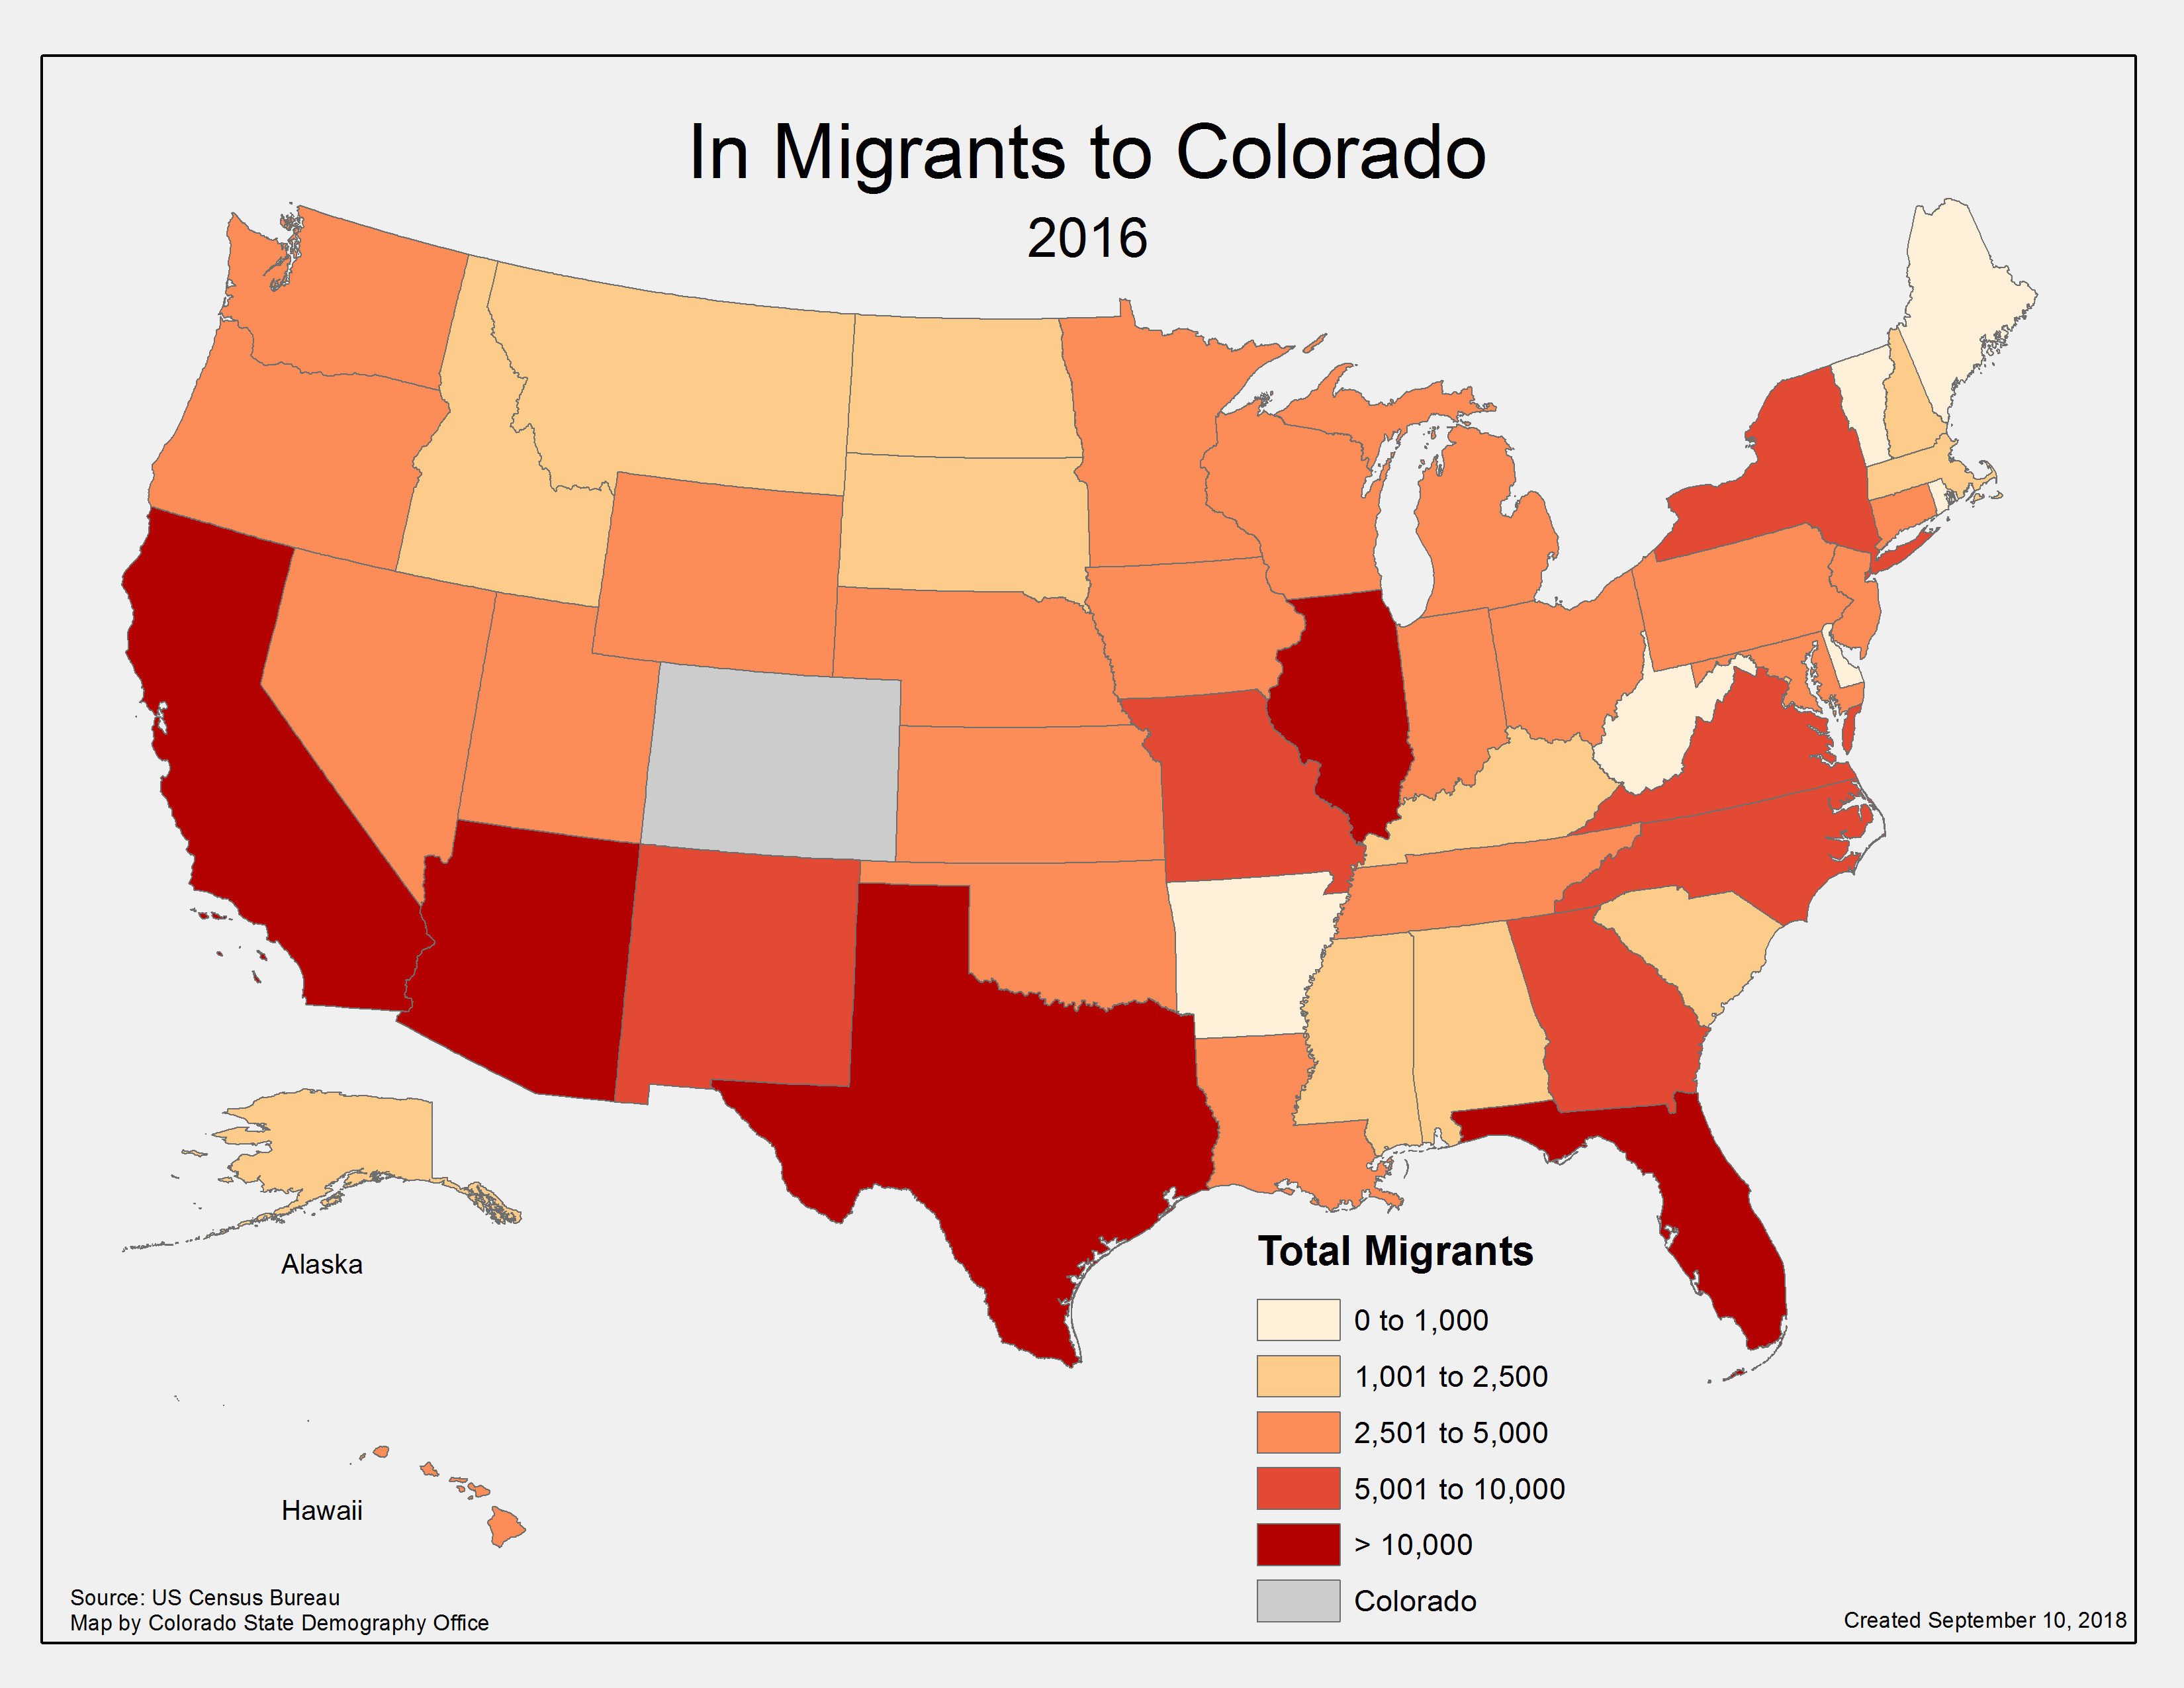 In Migrants to Colorado
2016
Alaska
Hawaii
Total Migrants
0 to 1,000
1,001 to 2,500
2,501 to 5,000
5,001 to 10,000
> 10,000
Colorado
Source: US Census Bureau
Map by Colorado State Demography Office
Created September 10, 2018